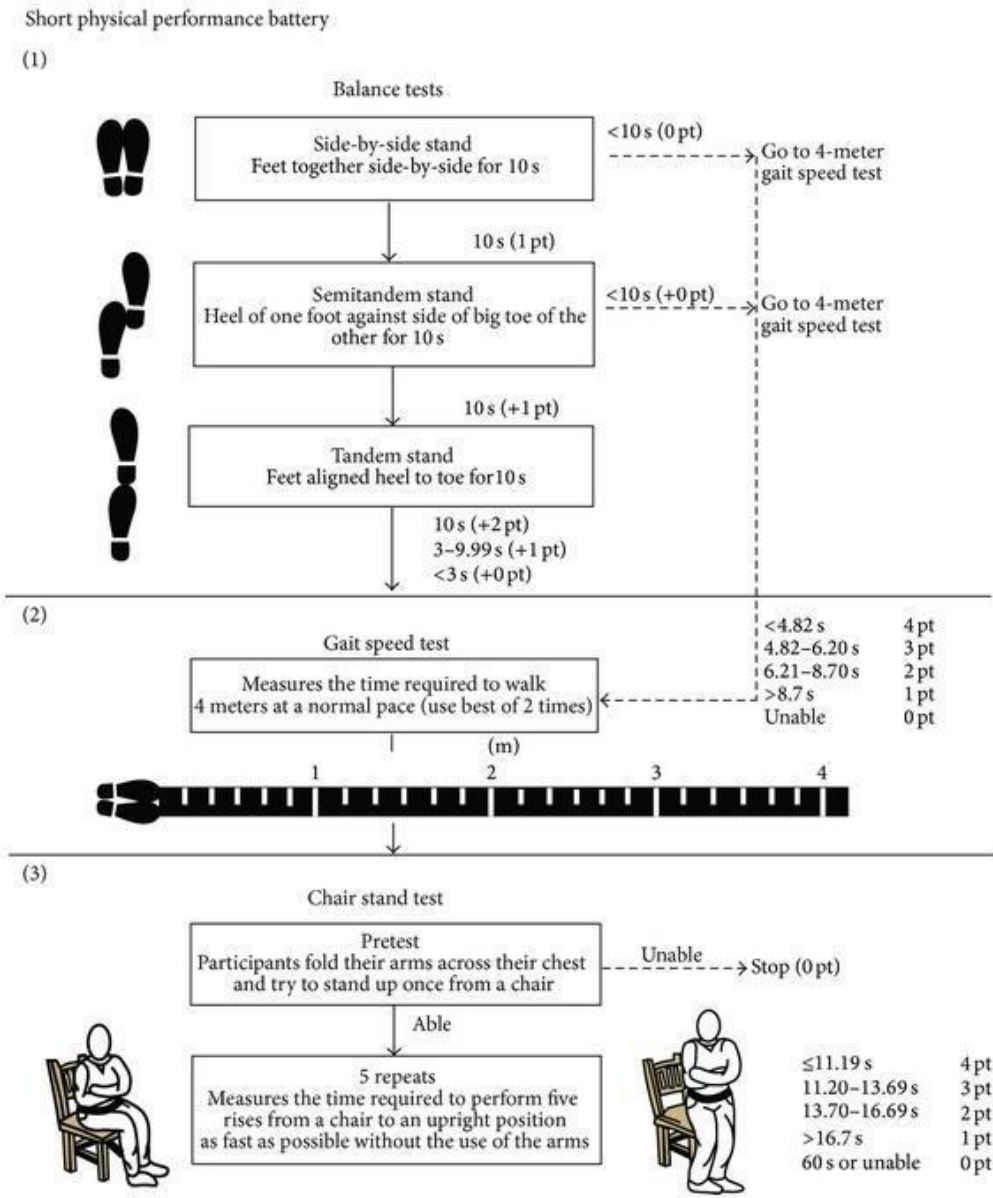 Short physical performance battery
(1)
Balance tests
Side-by-side stand
Feet together side-by-side for 10 s
<10 s (0 pt)
Go to 4-meter
gait speed test
10 s (1 pt)
Semitandem stand
Heel of one foot against side of big toe of the
other for 10 s
<10 s (+0 pt)
Go to 4-meter
gait speed test
10 s (+1 pt)
Tandem stand
Feet aligned heel to toe for10 s
10 s (+2 pt)
3–9.99 s (+1 pt)
<3 s (+0 pt)
(2)
Gait speed test
Measures the time required to walk
4 meters at a normal pace (use best of 2 times)
<4.82 s 4 pt
4.82–6.20 s 3 pt
6.21–8.70 s 2 pt
>8.7 s 1 pt
Unable 0 pt
(m)
1 2 3 4
(3)
Chair stand test
Pretest
Participants fold their arms across their chest
and try to stand up once from a chair
Unable
Stop (0 pt)
Able
5 repeats
Measures the time required to perform five
rises from a chair to an upright position
as fast as possible without the use of the arms
≤11.19 s 4 pt
11.20–13.69 s 3 pt
13.70–16.69 s 2 pt
>16.7 s 1 pt
60 s or unable 0 pt